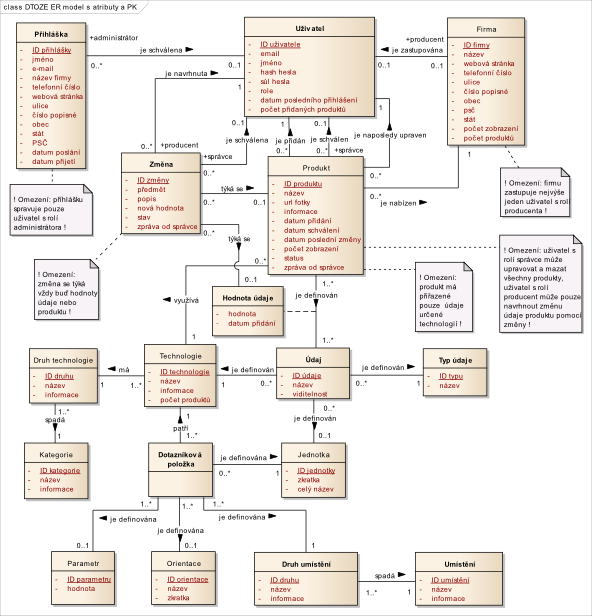 class DTOZE ER model s atributy a PK
Přihláška
- ID přihlášky
- jméno
- e-mail
- název firmy
- telefonní číslo
- webová stránka
- ulice
- číslo popisné
- obec
- stát
- PSČ
- datum poslání
- datum přijetí
+administrátor
0..*
je schválena
0..1
Uživatel
- ID uživatele
- email
- jméno
- hash hesla
- sůl hesla
- role
- datum posledního přihlášení
- počet přidaných produktů
+producent
0..1
je zastupována
0..1
Firma
- ID firmy
- název
- webová stránka
- telefonní číslo
- ulice
- číslo popisné
- obec
- psč
- stát
- počet zobrazení
- počet produktů
je navrhnuta
1
0..*
+producent
0..1
je schválena
+správce
0..*
1
je přidán
0..*
0..1
je schválen
+správce
0..*
1
je naposledy upraven
0..*
1
0..*
je nabízen
! Omezení: přihlášku
spravuje pouze
uživatel s rolí
administrátora !
Změna
- ID změny
- předmět
- popis
- nová hodnota
- stav
- zpráva od správce
0..*
týká se
0..1
0..*
týká se
0..1
Produkt
- ID produktu
- název
- url fotky
- informace
- datum přidání
- datum schválení
- datum poslední změny
- počet zobrazení
- status
- zpráva od správce
! Omezení: firmu
zastupuje nejvýše
jeden uživatel s rolí
producenta !
! Omezení:
změna se týká
vždy buď hodnoty
údaje nebo
produktu !
! Omezení: uživatel s
rolí správce může
upravovat a mazat
všechny produkty,
uživatel s rolí
producent může pouze
navrhnout změnu
údaje produktu pomocí
změny !
! Omezení:
produkt má
přiřazené
pouze údaje
určené
technologií !
Hodnota údaje
- hodnota
- datum přidání
0..*
využívá
1
1..*
je definován
1..*
Druh technologie
- ID druhu
- název
- informace
má
1
1..*
Technologie
- ID technologie
- název
- informace
- počet produktů
je definován
1
0..*
Údaj
- ID údaje
- název
- viditelnost
je definován
0..*
1
Typ údaje
- ID typu
- název
1..*
spadá
1
Kategorie
- ID kategorie
- název
- informace
1
patří
1..*
Dotazníková
položka
je definována
0..*
1
0..*
je definován
0..1
Jednotka
- ID jednotky
- zkratka
- celý název
1..*
je definována
0..1
1..*
je definována
0..1
1..*
je definována
1
Parametr
- ID parametru
- hodnota
Orientace
- ID orientace
- název
- zkratka
Druh umístění
- ID druhu
- název
- informace
spadá
1..*
1
Umístění
- ID umístění
- název
- informace